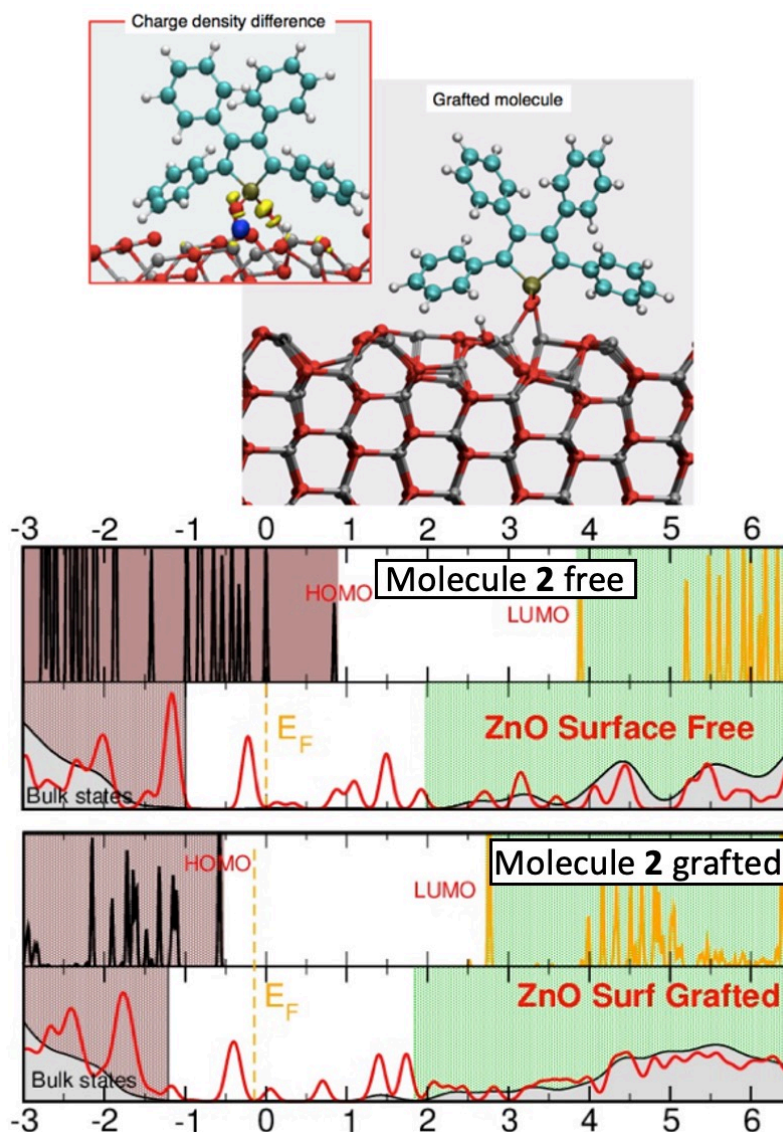 Charge density difference
Grafted molecule
-3 -2 -1 0 1 2 3 4 5 6
HOMO
Molecule 2 free
LUMO
E_F
ZnO Surface Free
Bulk states
HOMO
Molecule 2 grafted
LUMO
E_F
ZnO Surf Grafted
Bulk states
-3 -2 -1 0 1 2 3 4 5 6